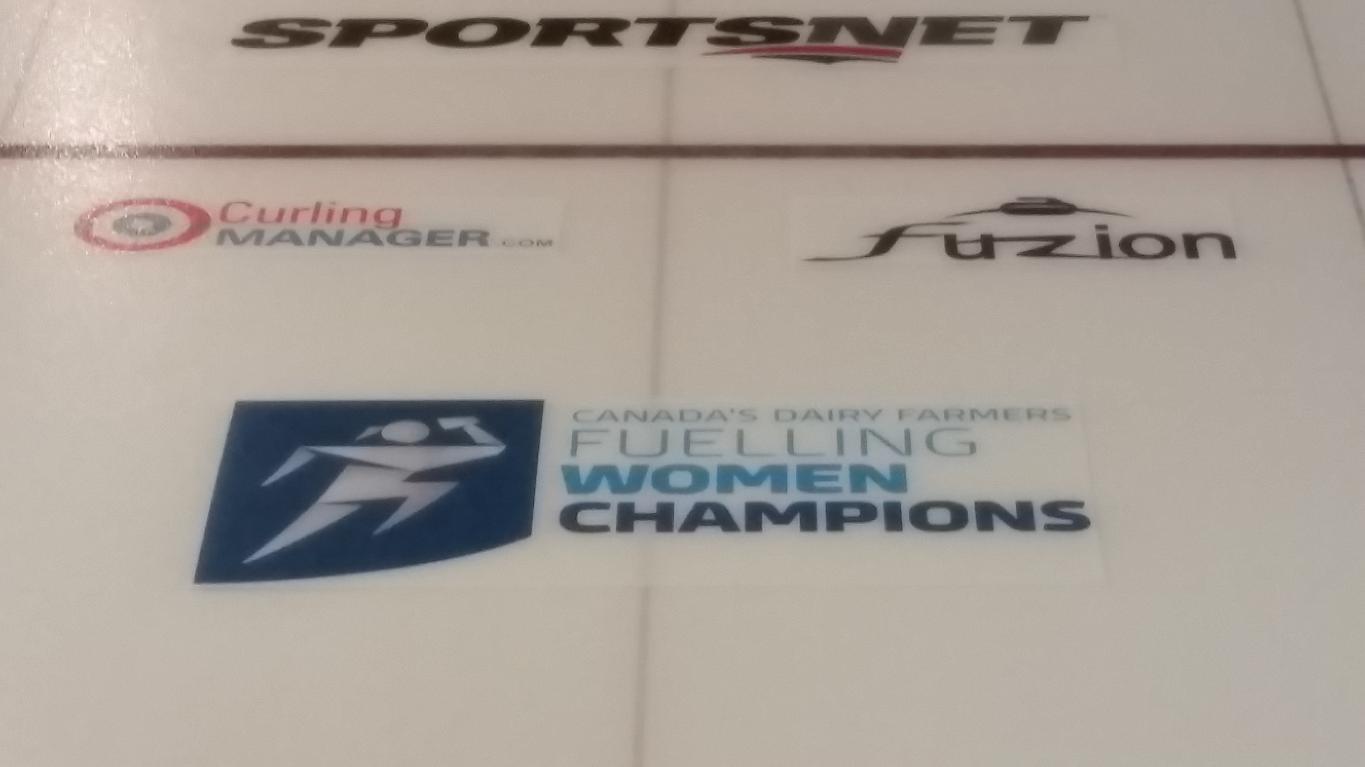 SPORTSNET
Curling
MANAGER.COM
fuzion
CANADA'S DAIRY FARMERS
FUELLING
WOMEN
CHAMPIONS